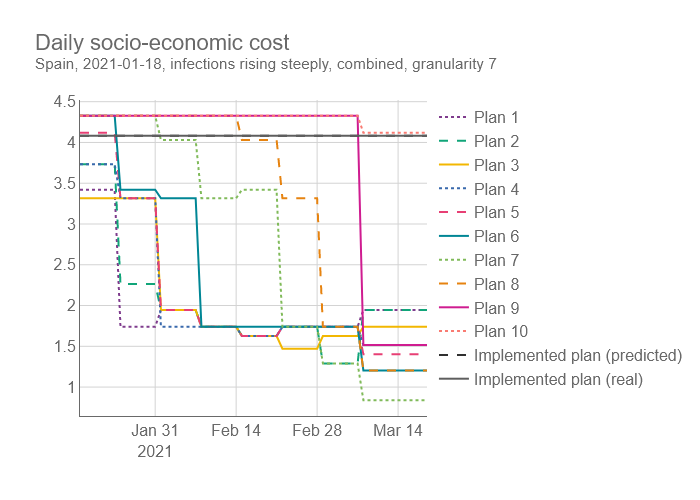 Daily socio-economic cost
Spain, 2021-01-18, infections rising steeply, combined, granularity 7
4.5
4
3.5
3
2.5
2
1.5
1
Jan 31
2021
Feb 14
Feb 28
Mar 14
Plan 1
Plan 2
Plan 3
Plan 4
Plan 5
Plan 6
Plan 7
Plan 8
Plan 9
Plan 10
Implemented plan (predicted)
Implemented plan (real)